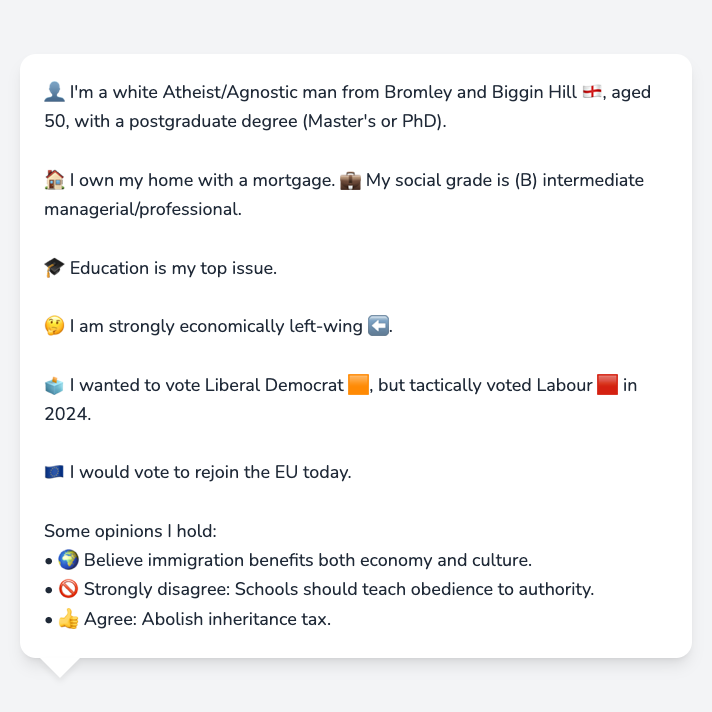 👤 I'm a white Atheist/Agnostic man from Bromley and Biggin Hill 🏴󠁧󠁢󠁥󠁮󠁧󠁿, aged
50, with a postgraduate degree (Master's or PhD).
🏠 I own my home with a mortgage. 💼 My social grade is (B) intermediate
managerial/professional.
🎓 Education is my top issue.
🤔 I am strongly economically left-wing ⬅️.
🗳️ I wanted to vote Liberal Democrat 🟧, but tactically voted Labour 🟥 in
2024.
🇪🇺 I would vote to rejoin the EU today.
Some opinions I hold:
• 🌍 Believe immigration benefits both economy and culture.
• 🚫 Strongly disagree: Schools should teach obedience to authority.
• 👍 Agree: Abolish inheritance tax.